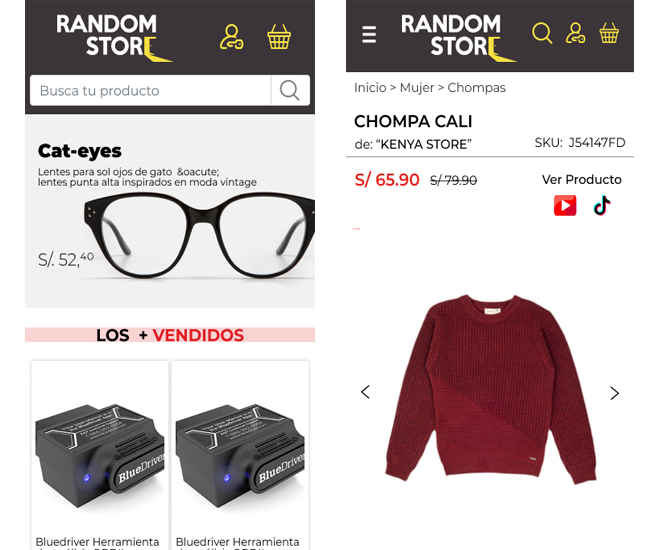 RANDOM
STORE
Busca tu producto
Cat-eyes
Lentes para sol ojos de gato &oacute;
lentes punta alta inspirados en moda vintage
S/. 52,40
LOS + VENDIDOS
BlueDriver
BlueDriver
Bluedriver Herramienta
Bluedriver Herramienta
RANDOM
STORE
Inicio > Mujer > Chompas
CHOMPA CALI
de: “KENYA STORE”
SKU: J54147FD
S/ 65.90 S/ 79.90
Ver Producto